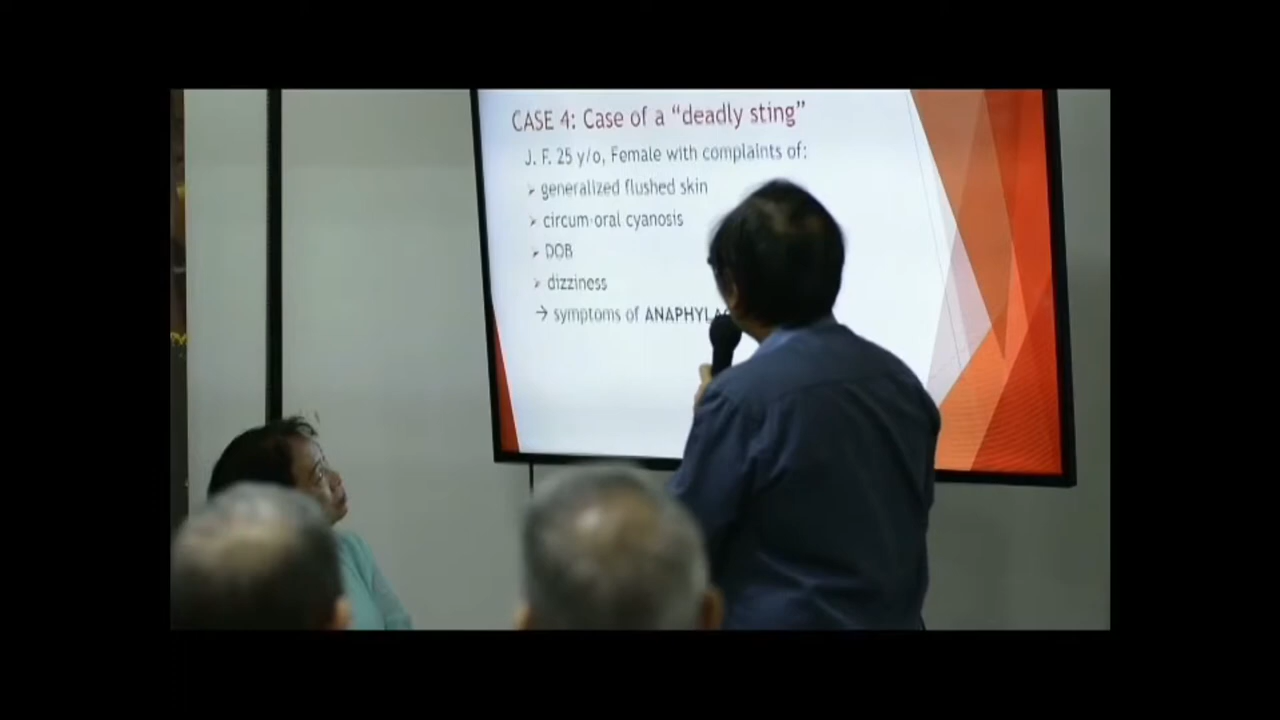 CASE 4: Case of a “deadly sting”
J. F. 25 y/o, Female with complaints of:
➢ generalized flushed skin
➢ circum-oral cyanosis
➢ DOB
➢ dizziness
→ symptoms of